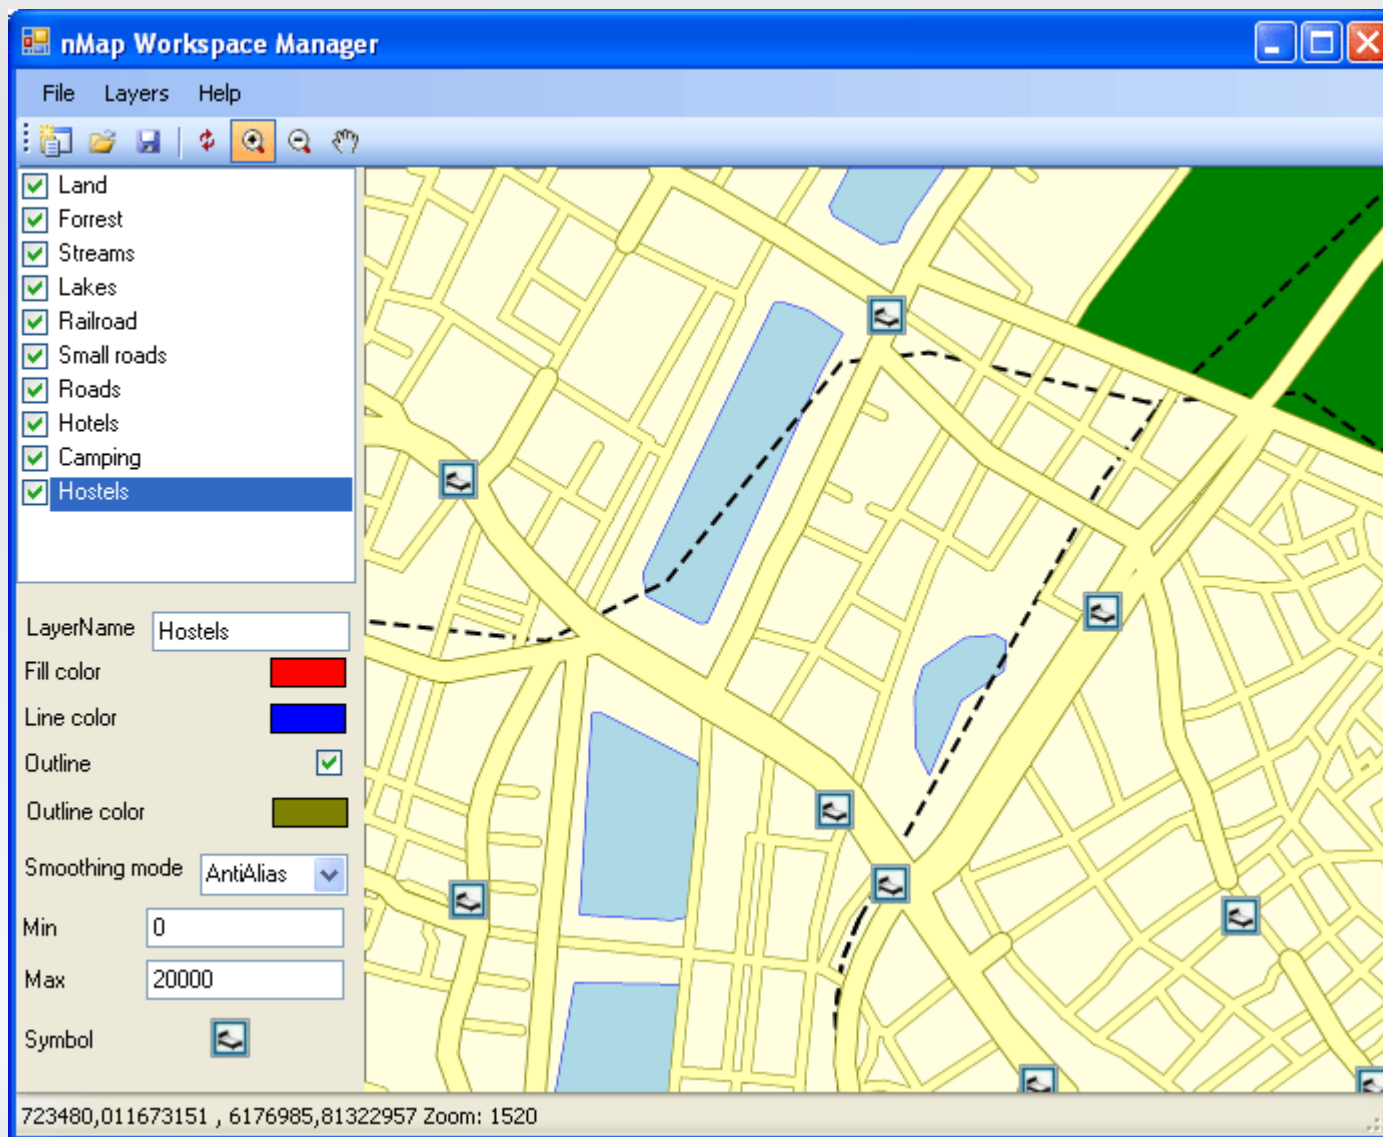 nMap Workspace Manager
File Layers Help
Land
Forrest
Streams
Lakes
Railroad
Small roads
Roads
Hotels
Camping
Hostels
LayerName Hostels
Fill color
Line color
Outline
Outline color
Smoothing mode AntiAlias
Min 0
Max 20000
Symbol
723480,011673151 , 6176985,81322957 Zoom: 1520